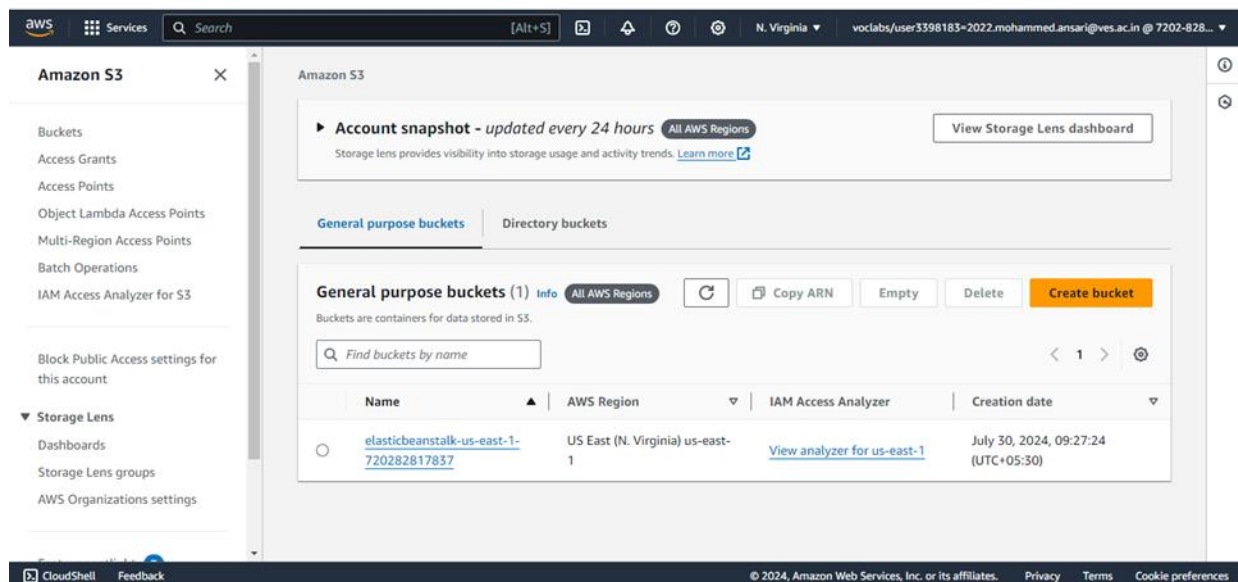 aws Services Search [Alt+S] N. Virginia ▼ voclabs/user3398183=2022.mohammed.ansari@ves.ac.in @ 7202-828... ▼
Amazon S3
Buckets
Access Grants
Access Points
Object Lambda Access Points
Multi-Region Access Points
Batch Operations
IAM Access Analyzer for S3
Block Public Access settings for
this account
▼ Storage Lens
Dashboards
Storage Lens groups
AWS Organizations settings
Amazon S3
▶ Account snapshot - updated every 24 hours All AWS Regions
View Storage Lens dashboard
Storage lens provides visibility into storage usage and activity trends. Learn more
General purpose buckets Directory buckets
General purpose buckets (1) Info All AWS Regions Copy ARN Empty Delete Create bucket
Buckets are containers for data stored in S3.
Find buckets by name
< 1 >
Name ▲ AWS Region ▽ IAM Access Analyzer Creation date ▽
elasticbeanstalk-us-east-1-
720282817837
US East (N. Virginia) us-east-
1
View analyzer for us-east-1
July 30, 2024, 09:27:24
(UTC+05:30)
CloudShell Feedback © 2024, Amazon Web Services, Inc. or its affiliates. Privacy Terms Cookie preferences